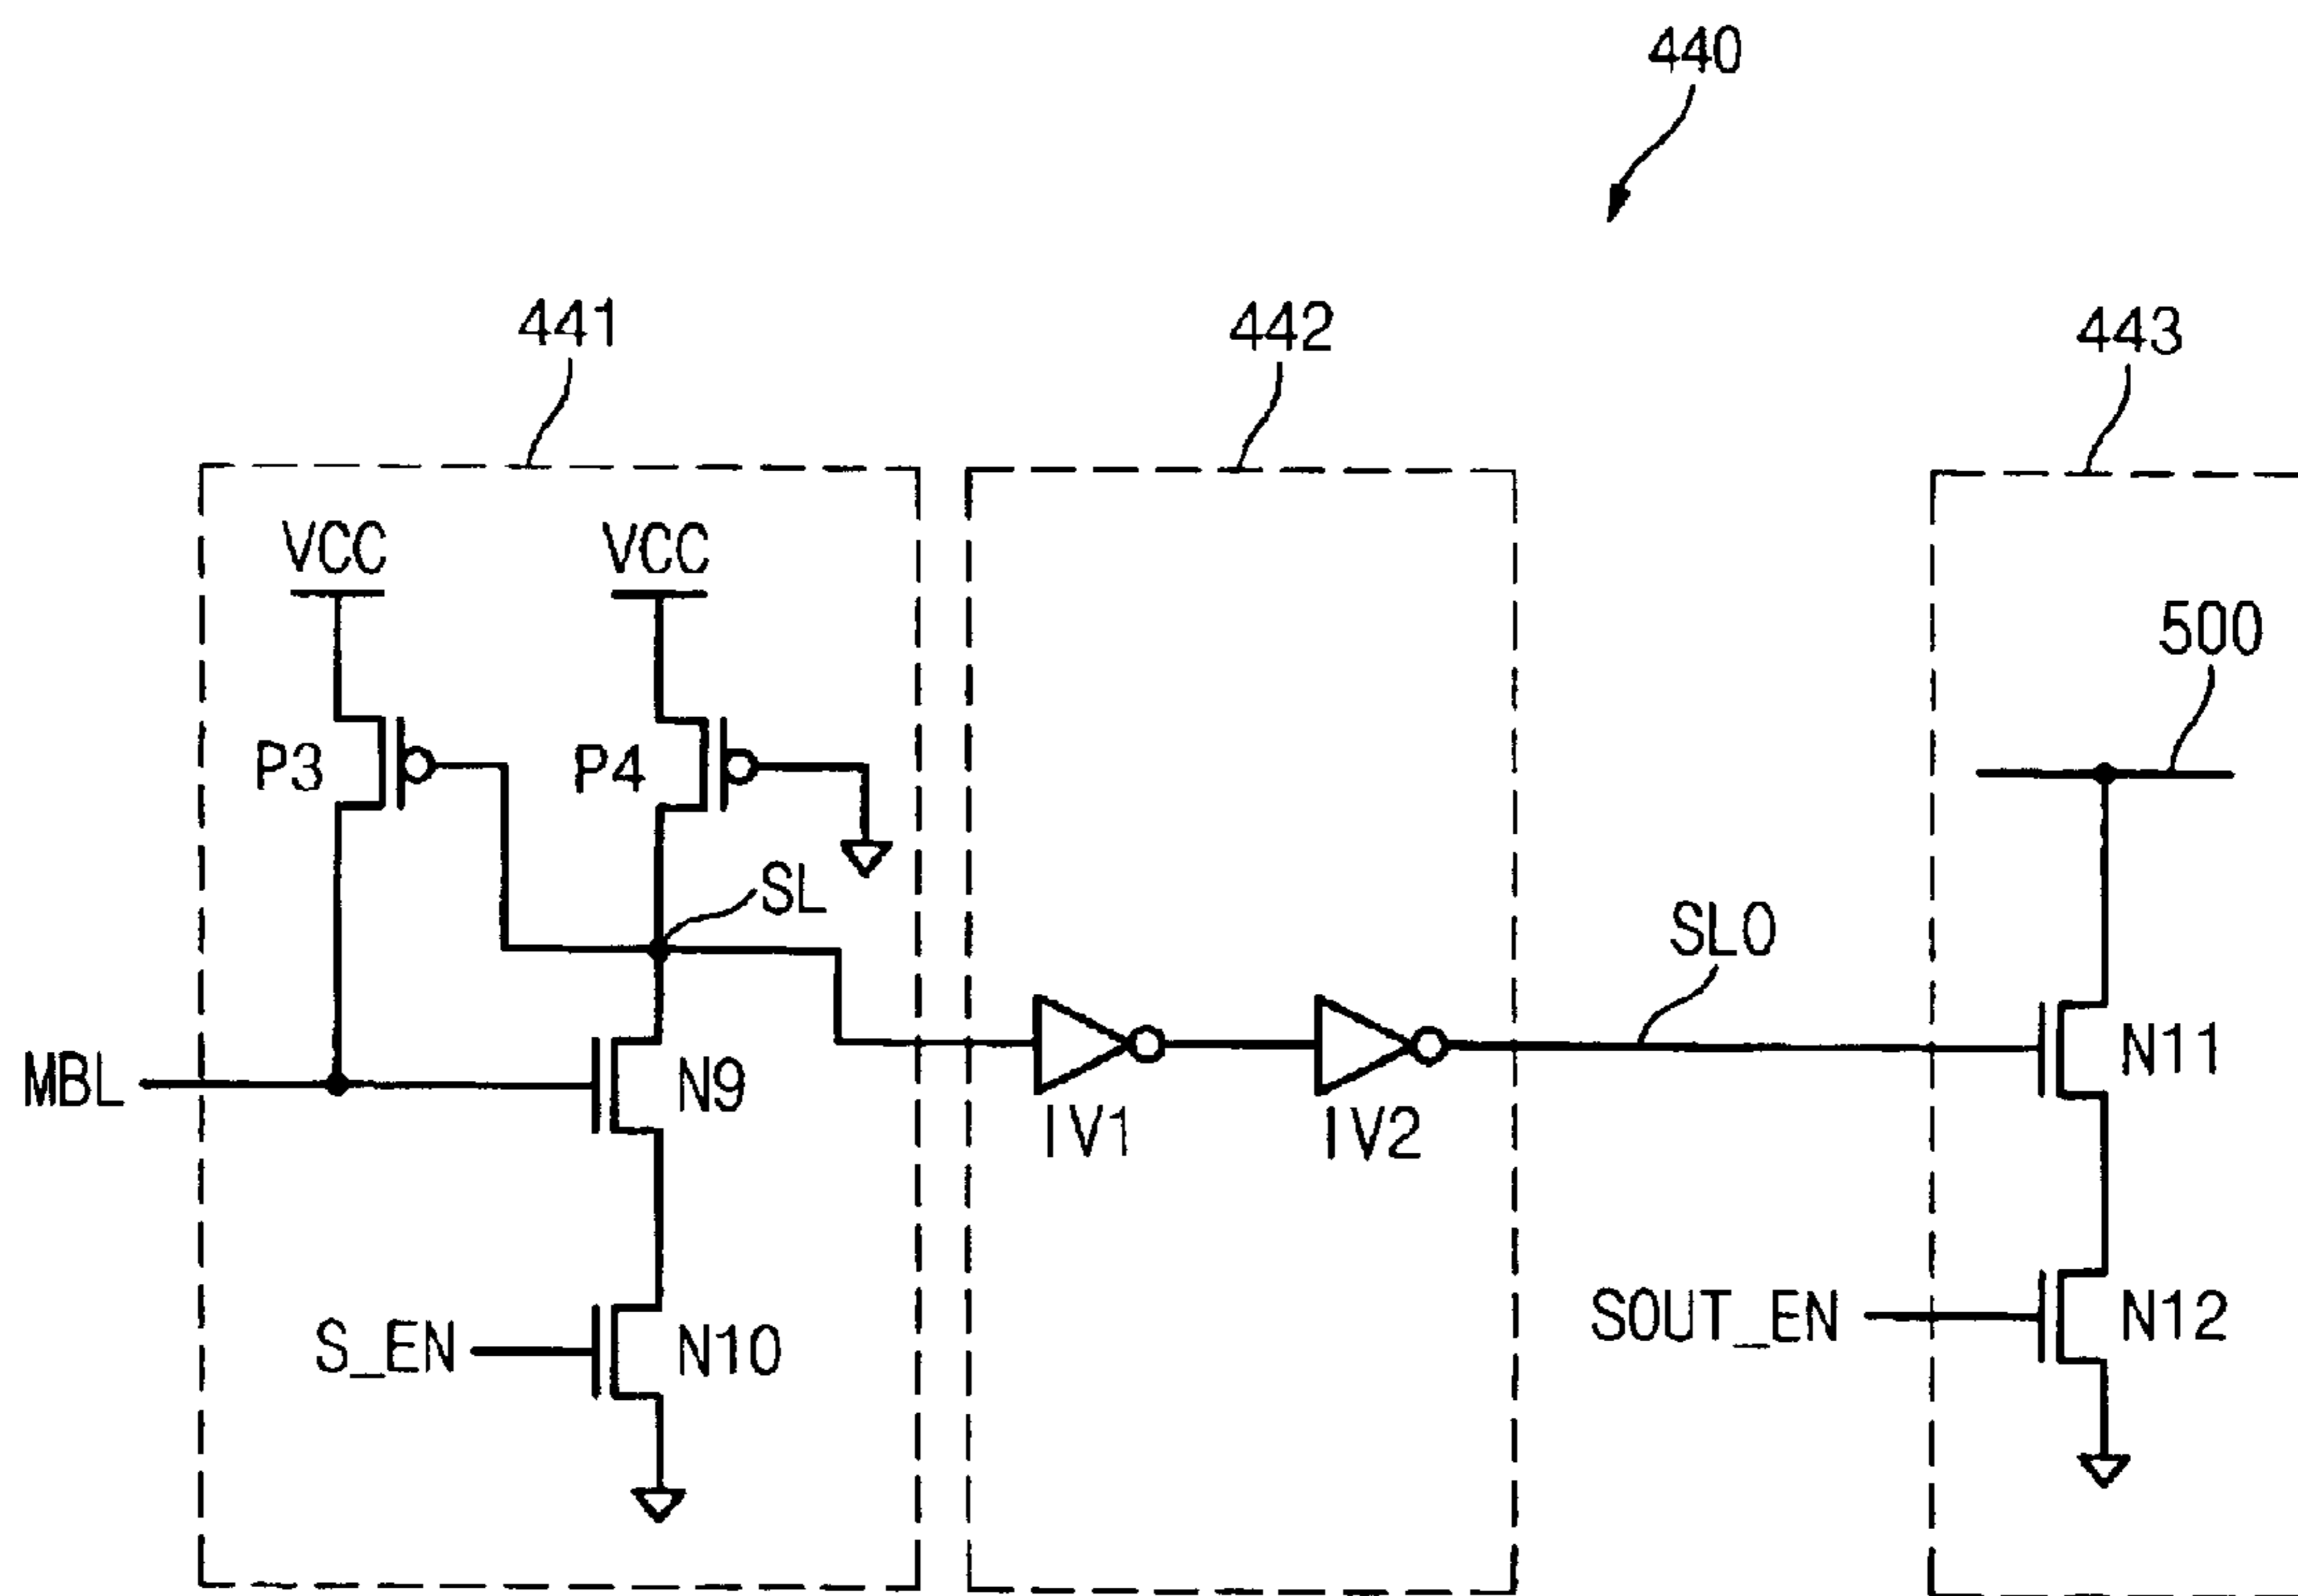 440
441
442
443
VCC
VCC
500
P3
P4
SL
SLO
N9
N11
MBL
IV1
IV2
S_EN
N10
SOUT_EN
N12